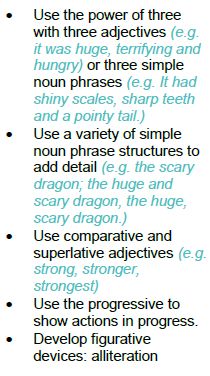 • Use the power of three
with three adjectives (e.g.
it was huge, terrifying and
hungry) or three simple
noun phrases (e.g. It had
shiny scales, sharp teeth
and a pointy tail.)
• Use a variety of simple
noun phrase structures to
add detail (e.g. the scary
dragon; the huge and
scary dragon, the huge,
scary dragon.)
• Use comparative and
superlative adjectives (e.g.
strong, stronger,
strongest)
• Use the progressive to
show actions in progress.
• Develop figurative
devices: alliteration